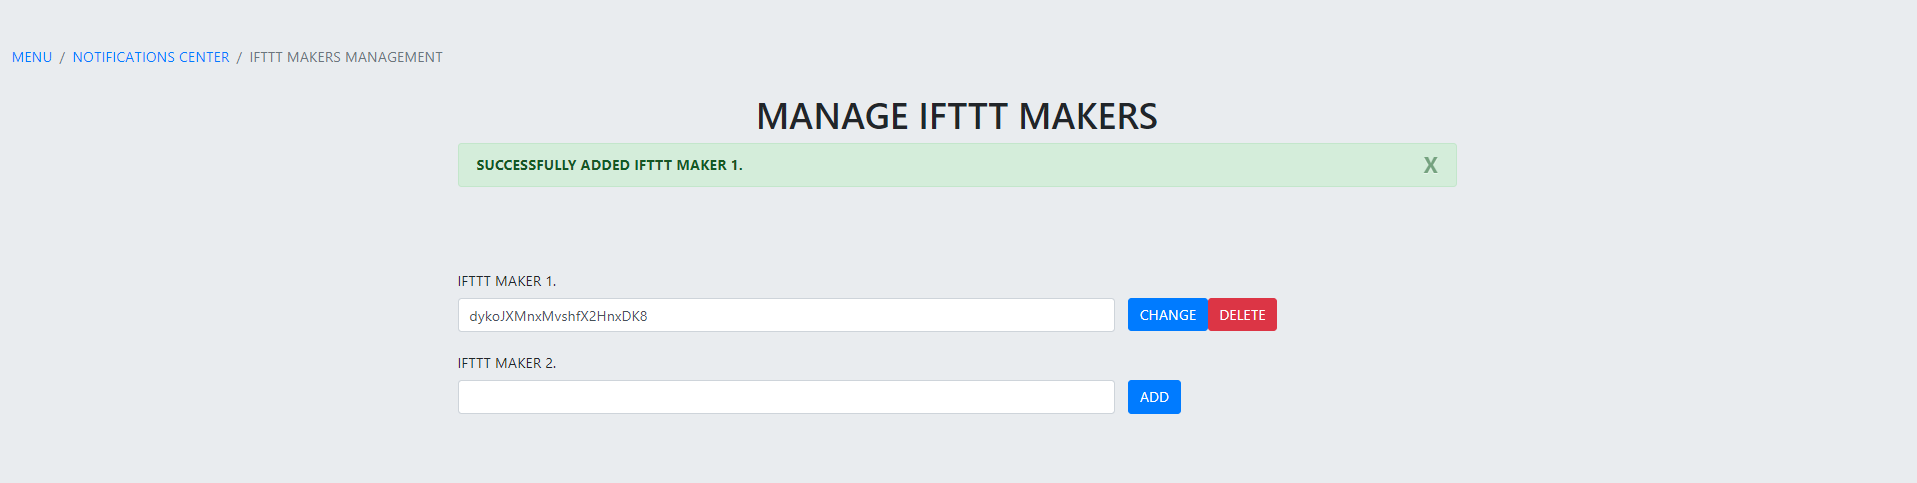 MENU / NOTIFICATIONS CENTER / IFTTT MAKERS MANAGEMENT
MANAGE IFTTT MAKERS
SUCCESSFULLY ADDED IFTTT MAKER 1. X
IFTTT MAKER 1.
dykoJXMnxMvshfX2HnxDK8 CHANGE DELETE
IFTTT MAKER 2.
ADD